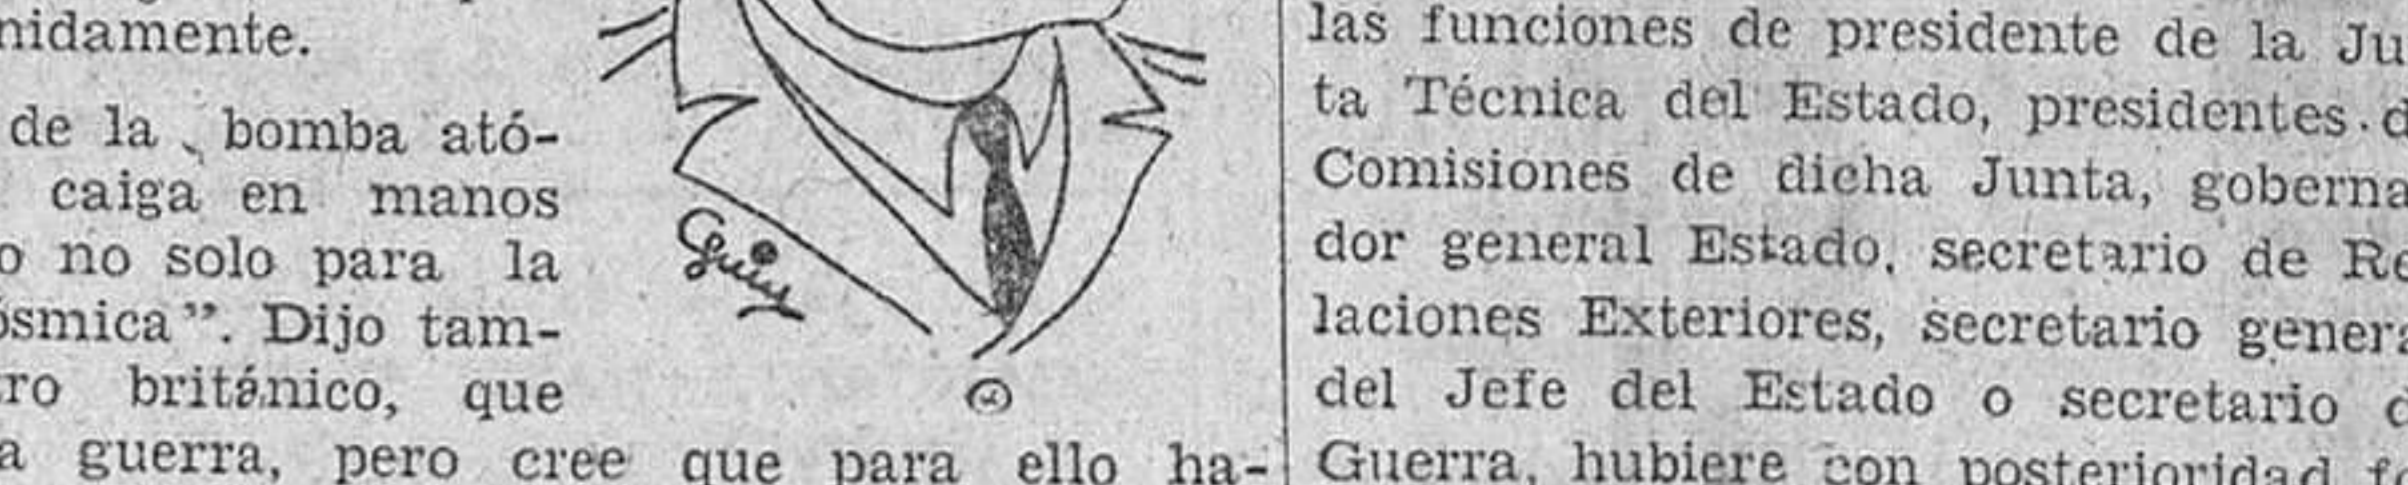 nidamente.
de la bomba ató-
caiga en manos
o no solo para la
ósmica". Dijo tam-
ro británico, que
a guerra, pero cree que para ello ha-
las funciones de presidente de la Ju
ta Técnica del Estado, presidentes d
Comisiones de dicha Junta, goberna
dor general Estado, secretario de Re
laciones Exteriores, secretario genera
del Jefe del Estado o secretario d
Guerra, hubiere con posterioridad f